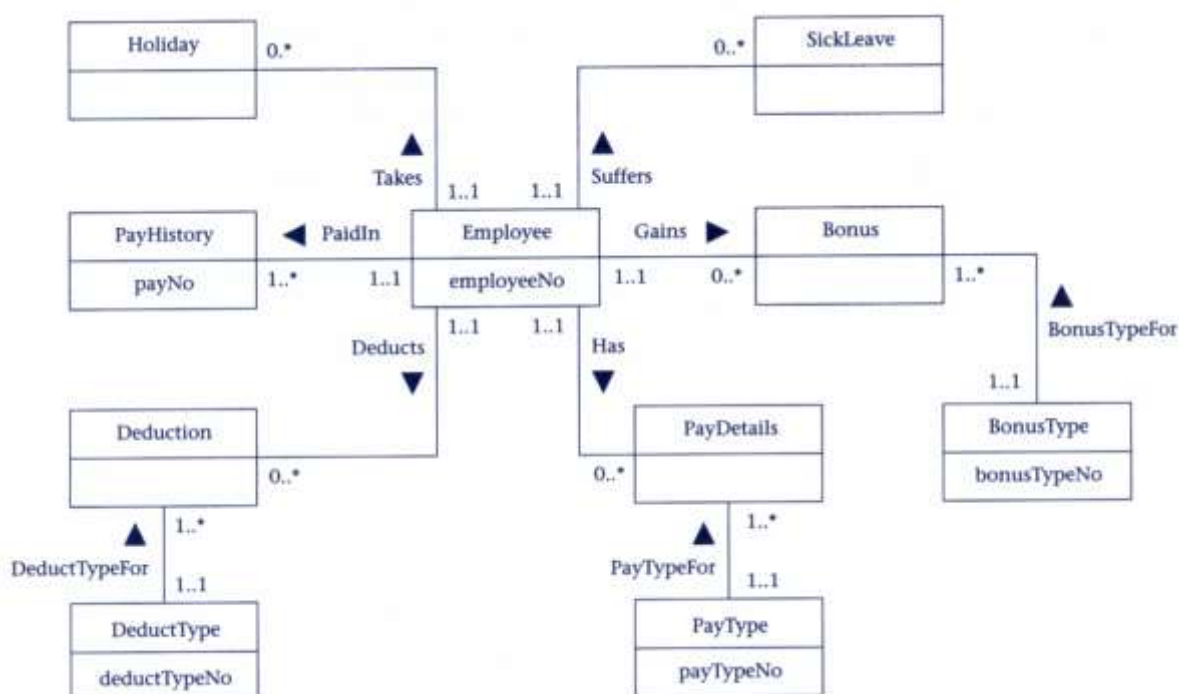 Holiday
0.*
0..*
SickLeave
Takes
1..1
1..1
Suffers
PayHistory
payNo
PaidIn
1..*
1..1
Employee
employeeNo
Gains
1..1
0..*
Bonus
1..*
BonusTypeFor
1..1
BonusType
bonusTypeNo
1..1
1..1
Deducts
Has
Deduction
0..*
0..*
PayDetails
1..*
DeductTypeFor
1..1
DeductType
deductTypeNo
1..*
PayTypeFor
1..1
PayType
payTypeNo